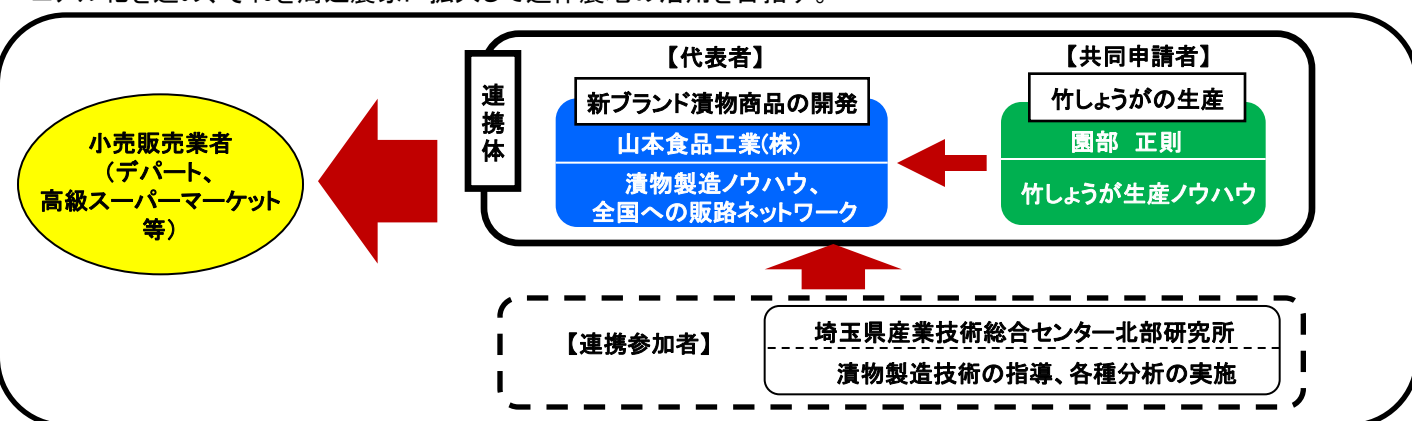 【代表者】
【共同申請者】
連携体
新ブランド漬物商品の開発
竹しょうがの生産
小売販売業者
(デパート、
高級スーパーマーケット
等)
山本食品工業(株)
園部 正則
漬物製造ノウハウ、
全国への販路ネットワーク
竹しょうが生産ノウハウ
【連携参加者】
埼玉県産業技術総合センター北部研究所
漬物製造技術の指導、各種分析の実施